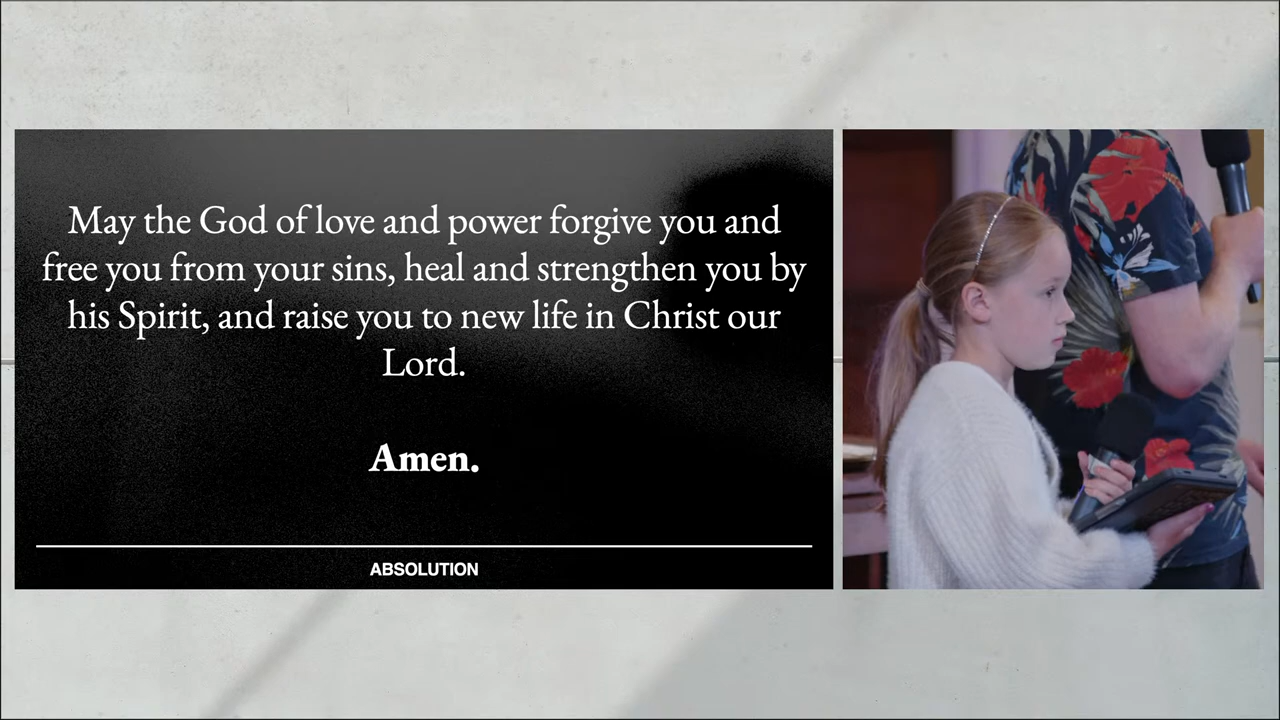 May the God of love and power forgive you and
free you from your sins, heal and strengthen you by
his Spirit, and raise you to new life in Christ our
Lord.
Amen.
ABSOLUTION